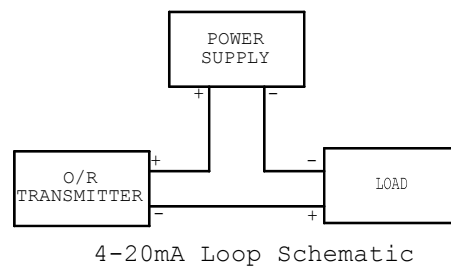 POWER
SUPPLY
+ -
+ -
O/R
TRANSMITTER
LOAD
- +
4-20mA Loop Schematic